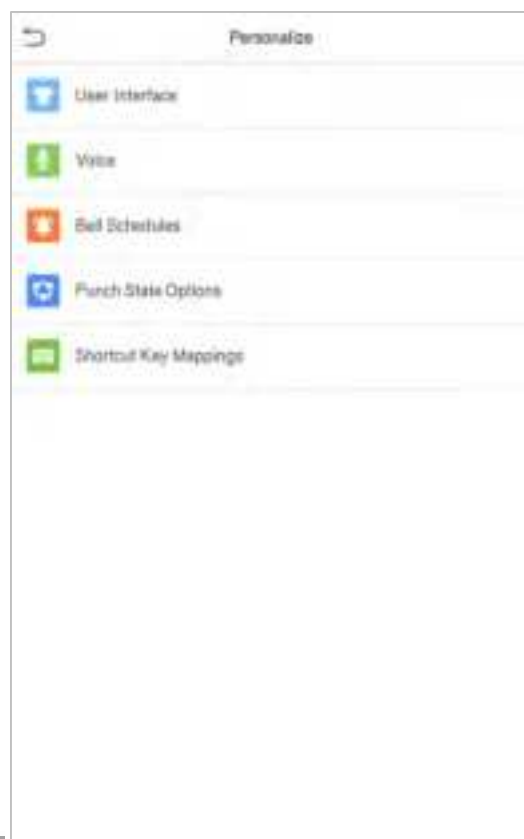 Personalize
User Interface
Voice
Bell Schedules
Punch State Options
Shortcut Key Mappings